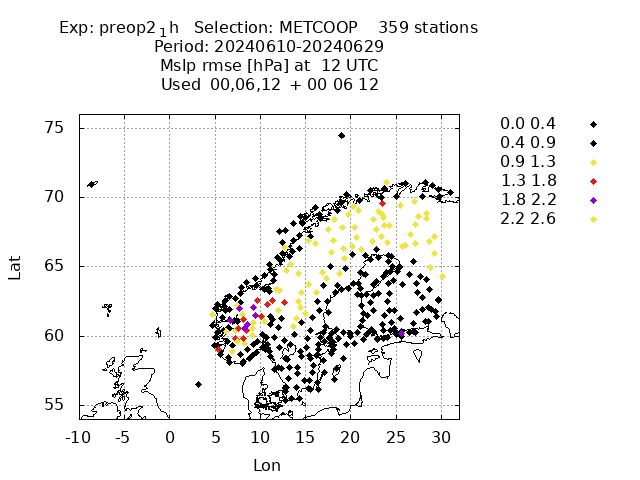 Exp: preop2₁h Selection: METCOOP 359 stations
Period: 20240610-20240629
Mslp rmse [hPa] at 12 UTC
Used 00,06,12 + 00 06 12
0.0 0.4
0.4 0.9
0.9 1.3
1.3 1.8
1.8 2.2
2.2 2.6
75
70
65
60
55
Lat
-10 -5 0 5 10 15 20 25 30
Lon